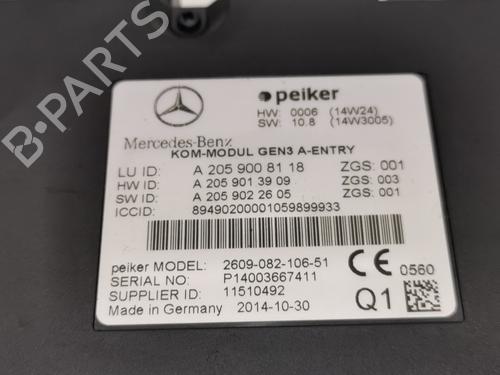 B-PARTS
peiker
HW: 0006 (14W24)
SW: 10.8 (14W3005)
Mercedes-Benz
KOM-MODUL GEN3 A-ENTRY
LU ID: A 205 900 81 18 ZGS: 001
HW ID: A 205 901 39 09 ZGS: 003
SW ID: A 205 902 26 05 ZGS: 001
ICCID: 89490200001059899933
peiker MODEL: 2609-082-106-51
SERIAL NO: P14003667411
CE 0560
SUPPLIER ID: 11510492
Made in Germany 2014-10-30 Q1